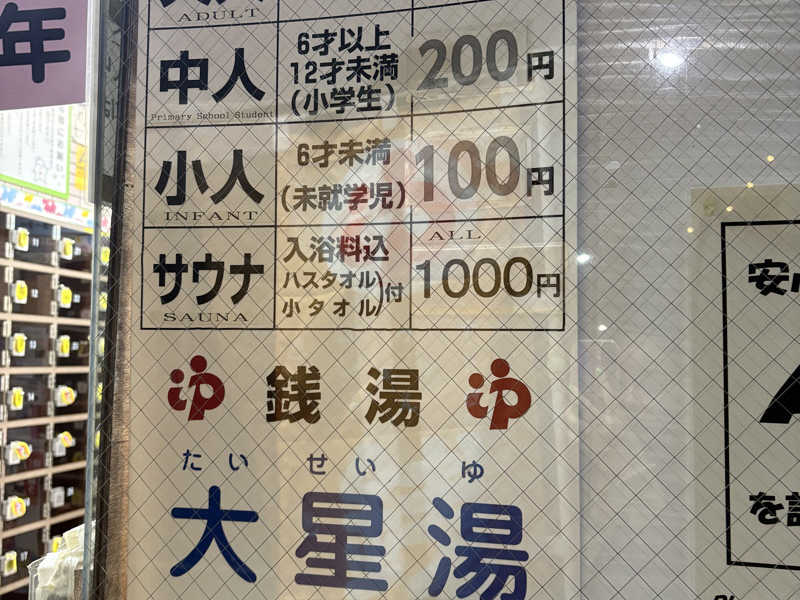 年
ADULT
中人
Primary School Student
6才以上
12才未満
(小学生)
200円
小人
INFANT
6才未満
(未就学児)
100円
サウナ
SAUNA
入浴料込
ハスタオル
小タオル
)付
ALL
1000円
銭湯
たいせいゆ
大星湯
安
を